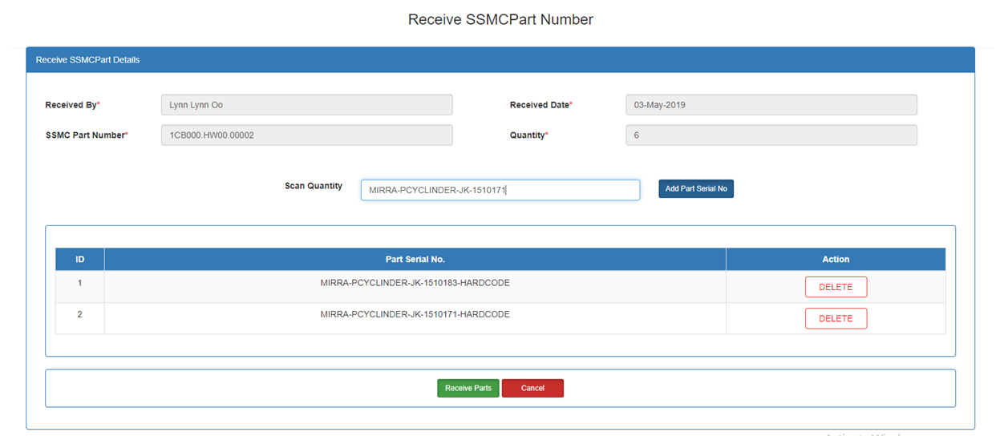 Receive SSMCPart Number
Receive SSMCPart Details
Received By* Lynn Lynn Oo Received Date* 03-May-2019
SSMC Part Number* 1CB000.HW00.00002 Quantity* 6
Scan Quantity MIRRA-PCYCLINDER-JK-1510171 Add Part Serial No
ID Part Serial No. Action
1 MIRRA-PCYCLINDER-JK-1510183-HARDCODE DELETE
2 MIRRA-PCYCLINDER-JK-1510171-HARDCODE DELETE
Receive Parts Cancel